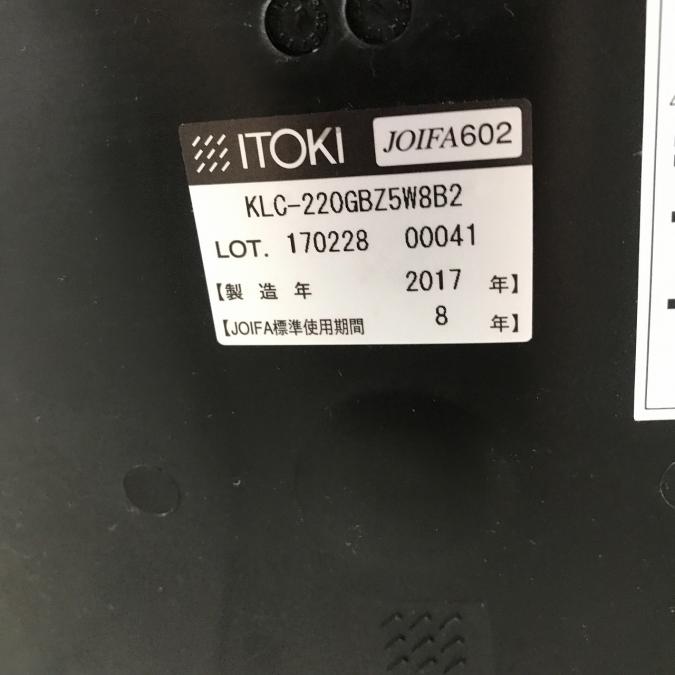 ITOKI JOIFA602
KLC-220GBZ5W8B2
LOT. 170228 00041
【製造年 2017 年】
【JOIFA標準使用期間 8 年】